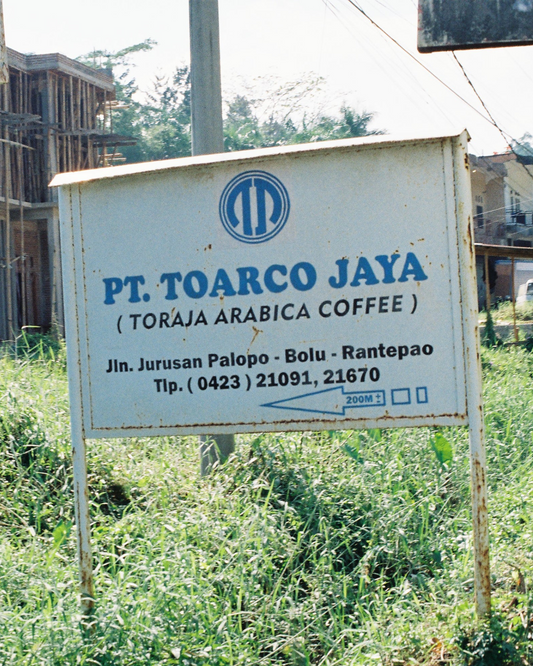 PT. TOARCO JAYA
( TORAJA ARABICA COFFEE )
Jln. Jurusan Palopo - Bolu - Rantepao
Tlp. ( 0423 ) 21091, 21670
200M ±